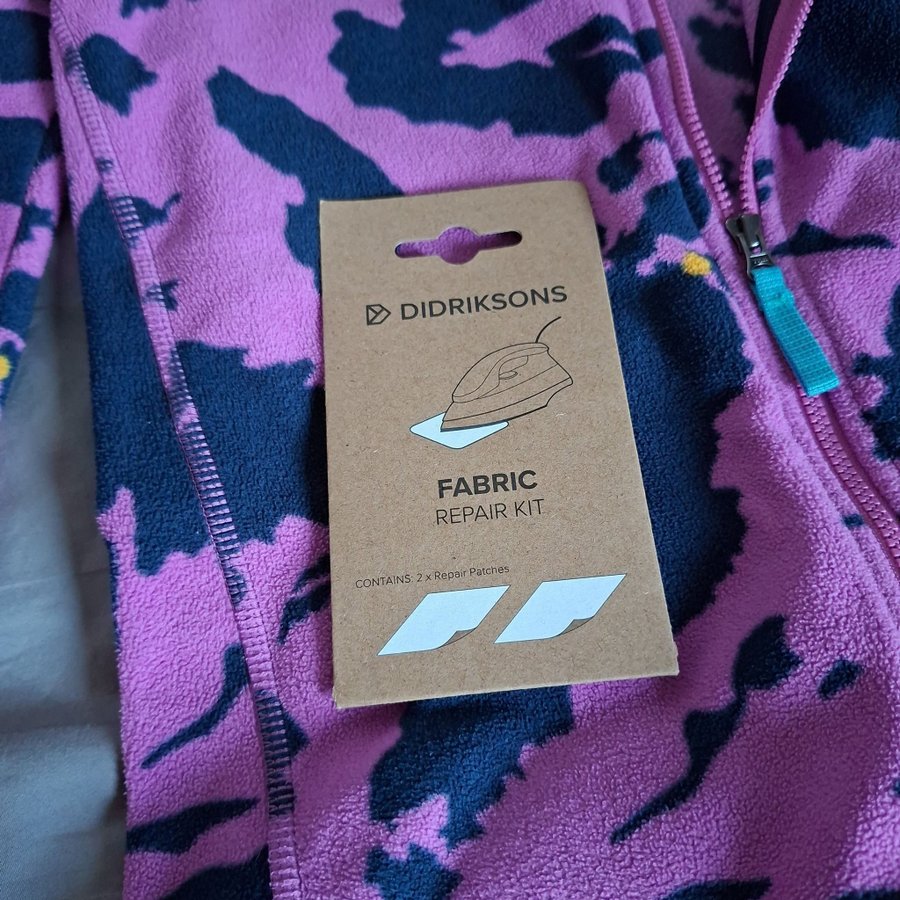 DIDRIKSONS
FABRIC
REPAIR KIT
CONTAINS: 2 x Repair Patches